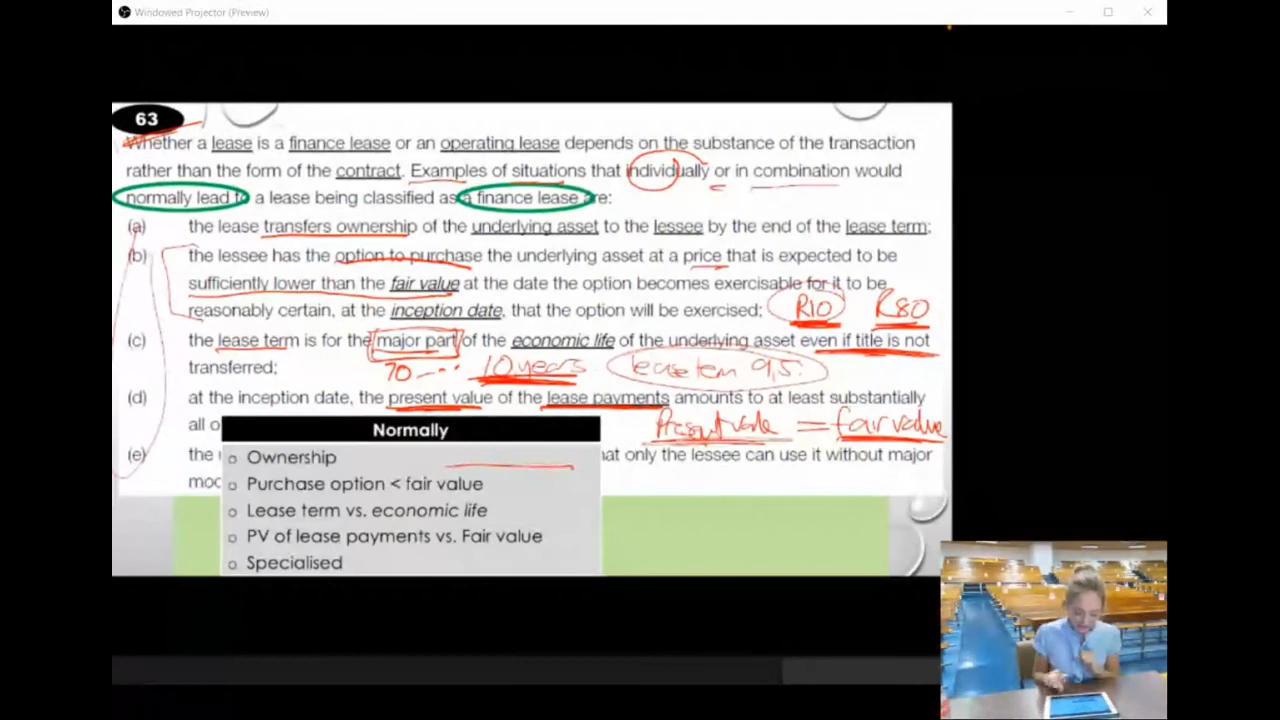 Windowed Projector (Preview)
63
Whether a lease is a finance lease or an operating lease depends on the substance of the transaction
rather than the form of the contract. Examples of situations that individually or in combination would
normally lead to a lease being classified as a finance lease are:
(a) the lease transfers ownership of the underlying asset to the lessee by the end of the lease term;
(b) the lessee has the option to purchase the underlying asset at a price that is expected to be
sufficiently lower than the fair value at the date the option becomes exercisable for it to be
reasonably certain, at the inception date, that the option will be exercised; R10 R80
(c) the lease term is for the major part of the economic life of the underlying asset even if title is not
transferred; 70 10 years lease term 9,5
(d) at the inception date, the present value of the lease payments amounts to at least substantially
all o Present value = fair value
(e) the that only the lessee can use it without major
Normally
Ownership
Purchase option < fair value
Lease term vs. economic life
PV of lease payments vs. Fair value
Specialised